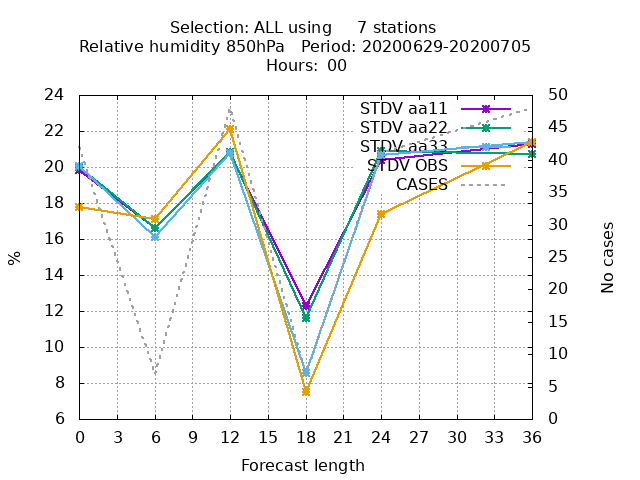 Selection: ALL using 7 stations
Relative humidity 850hPa Period: 20200629-20200705
Hours: 00
24
22
20
18
16
14
12
10
8
6
%
50
45
40
35
30
25
20
15
10
5
0
No cases
STDV aa11
STDV aa22
STDV aa33
STDV OBS
CASES
0 3 6 9 12 15 18 21 24 27 30 33 36
Forecast length